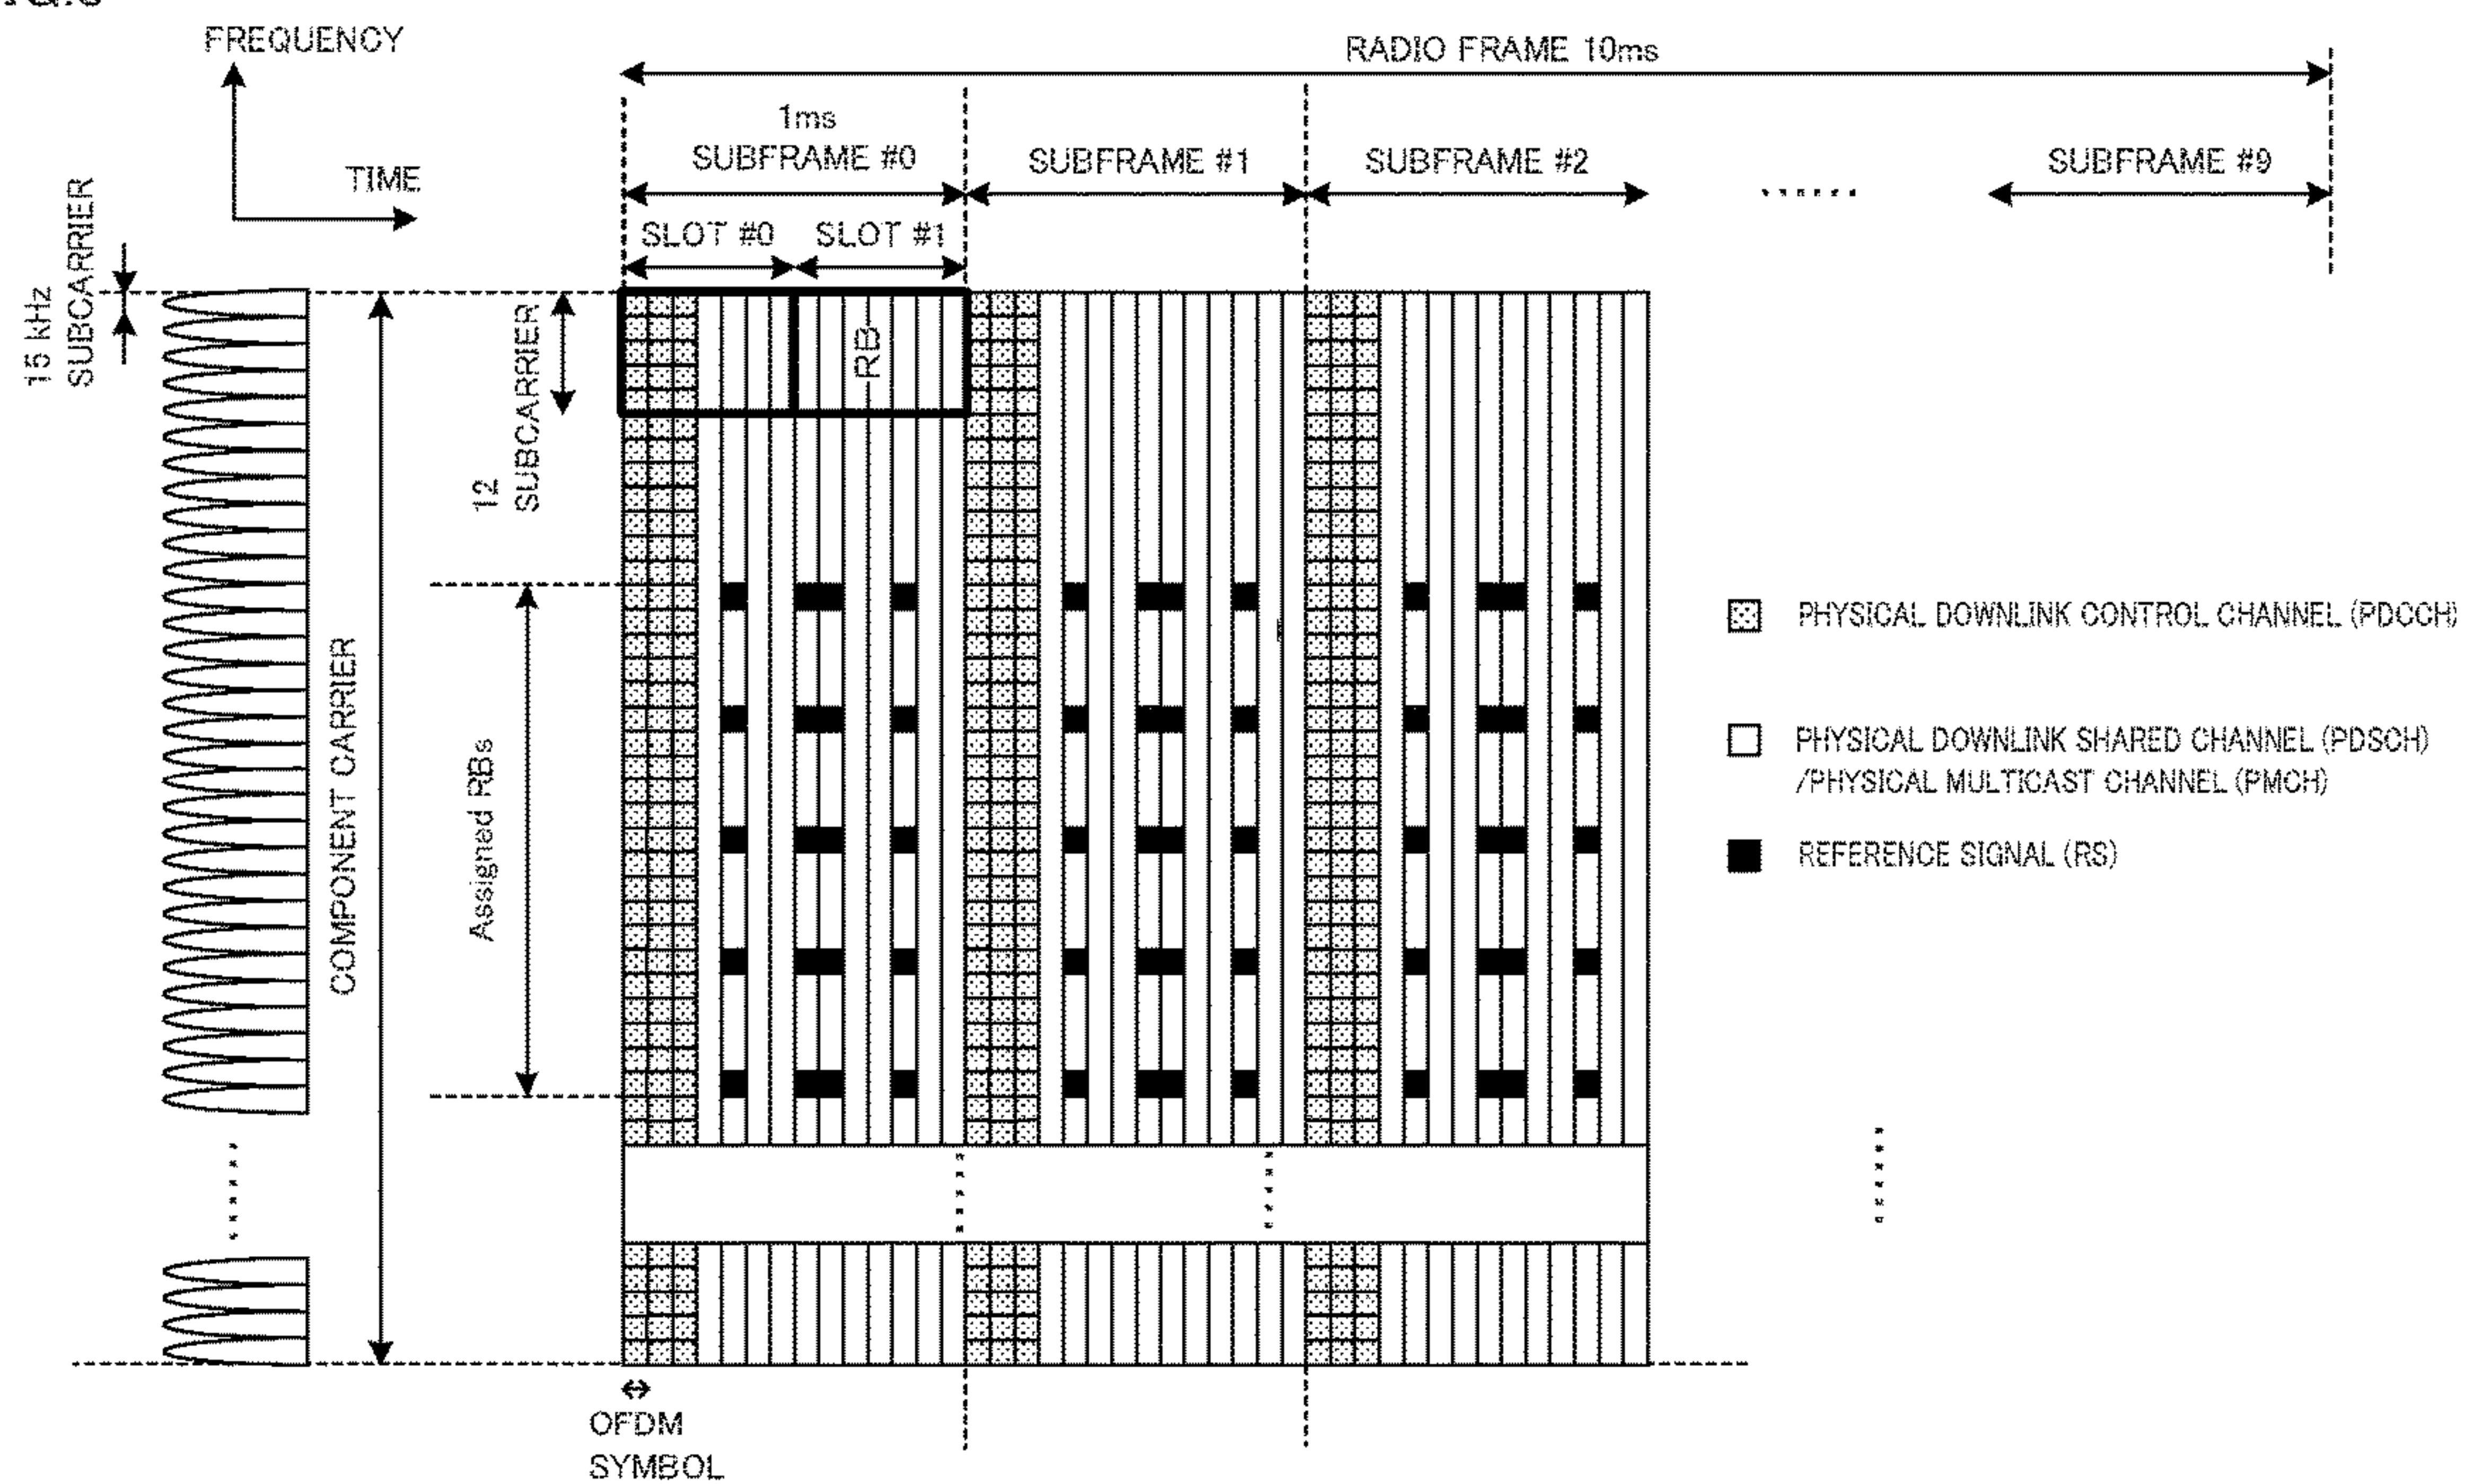 FREQUENCY
TIME
RADIO FRAME 10ms
1ms
SUBFRAME #0
SUBFRAME #1
SUBFRAME #2
SUBFRAME #9
SLOT #0
SLOT #1
15 kHz
SUBCARRIER
12
SUBCARRIER
RB
COMPONENT CARRIER
Assigned RBs
PHYSICAL DOWNLINK CONTROL CHANNEL (PDCCH)
PHYSICAL DOWNLINK SHARED CHANNEL (PDSCH)
/PHYSICAL MULTICAST CHANNEL (PMCH)
REFERENCE SIGNAL (RS)
OFDM
SYMBOL